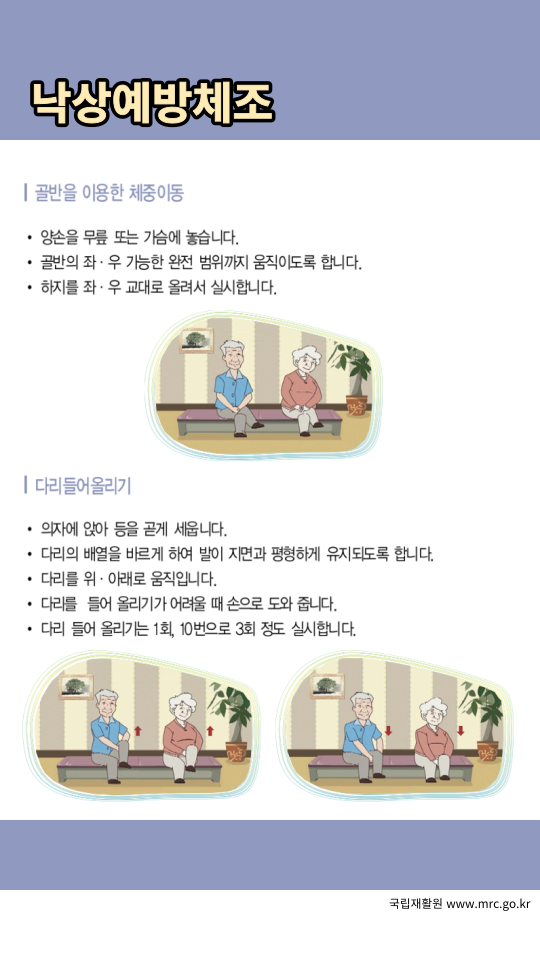 낙상예방체조
골반을 이용한 체중이동
• 양손을 무릎 또는 가슴에 놓습니다.
• 골반의 좌 · 우 가능한 완전 범위까지 움직이도록 합니다.
• 하지를 좌 · 우 교대로 올려서 실시합니다.
다리들어올리기
• 의자에 앉아 등을 곧게 세웁니다.
• 다리의 배열을 바르게 하여 발이 지면과 평형하게 유지되도록 합니다.
• 다리를 위 · 아래로 움직입니다.
• 다리를 들어 올리기가 어려울 때 손으로 도와 줍니다.
• 다리 들어 올리기는 1회, 10번으로 3회 정도 실시합니다.
국립재활원 www.mrc.go.kr